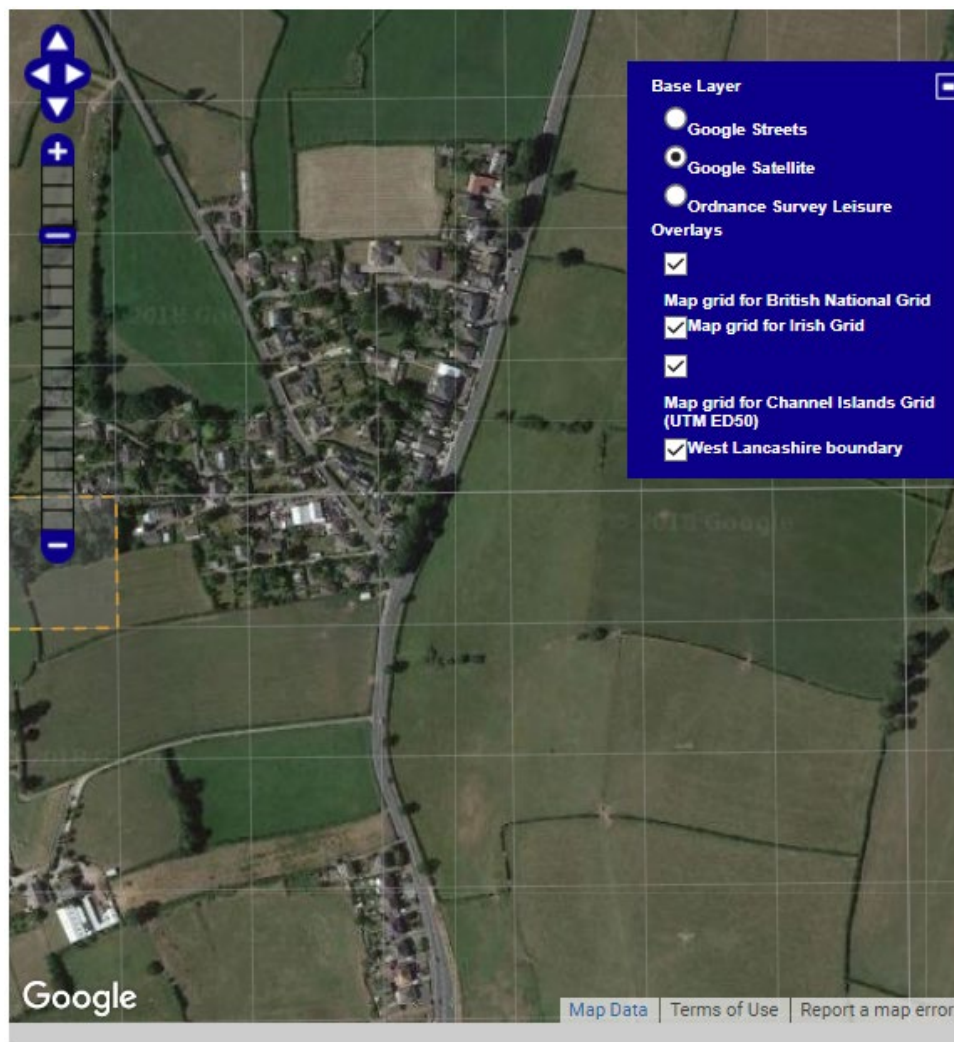 Base Layer
Google Streets
Google Satellite
Ordnance Survey Leisure
Overlays
Map grid for British National Grid
Map grid for Irish Grid
Map grid for Channel Islands Grid
(UTM ED50)
West Lancashire boundary
© 2018 Google
Google
Map Data
Terms of Use
Report a map error